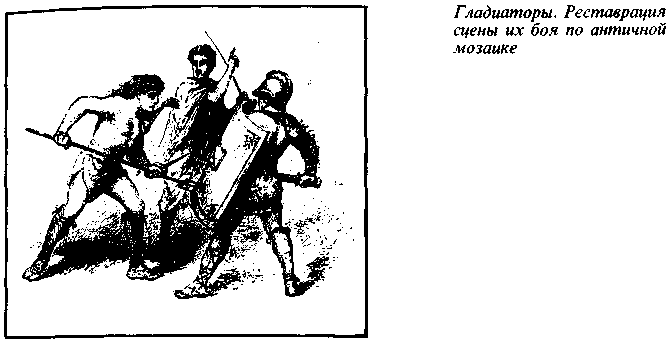 Гладиаторы. Реставрация
сцены их боя по античной
мозаике